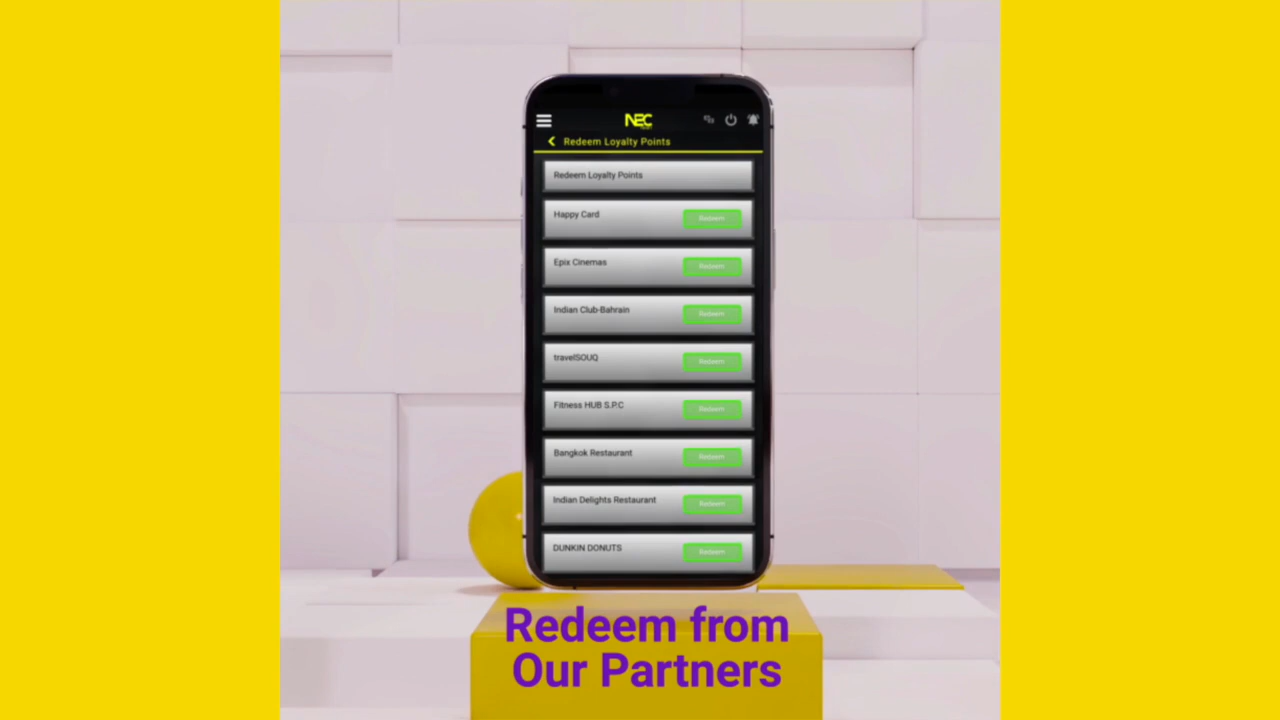 NEC
Redeem Loyalty Points
Redeem Loyalty Points
Happy Card
Redeem
Epix Cinemas
Redeem
Indian Club-Bahrain
Redeem
travelSOUQ
Redeem
Fitness HUB S.P.C
Redeem
Bangkok Restaurant
Redeem
Indian Delights Restaurant
Redeem
DUNKIN DONUTS
Redeem
Redeem from
Our Partners